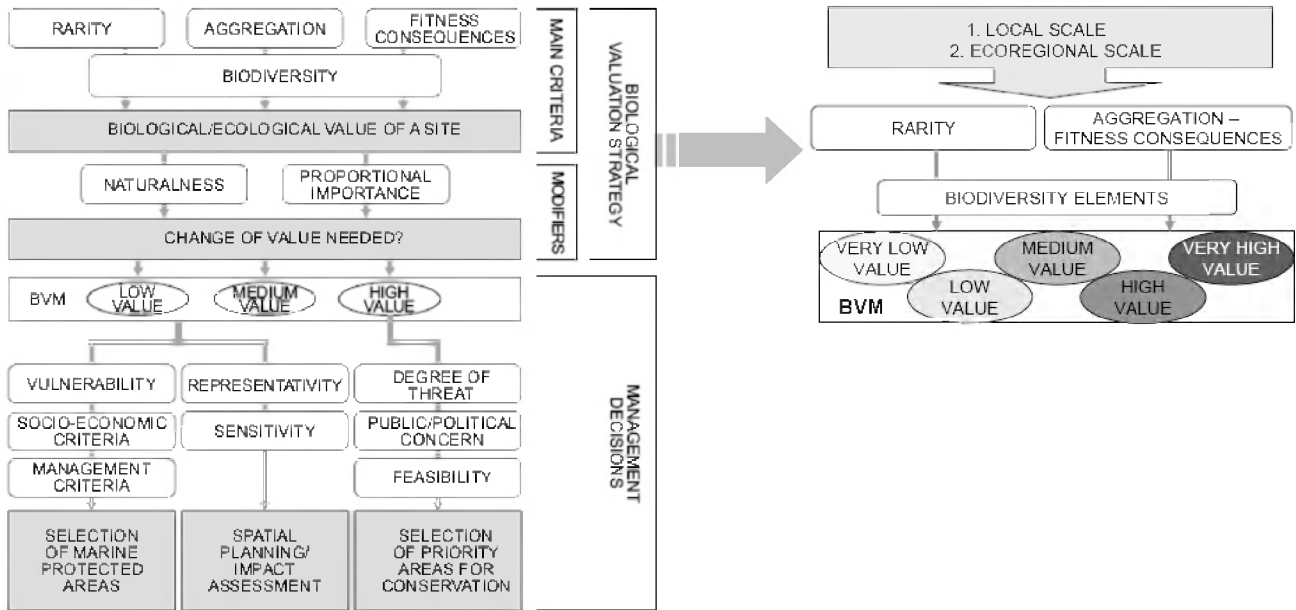 RARITY
AGGREGATION
FITNESS
CONSEQUENCES
BIODIVERSITY
BIOLOGICAL/ECOLOGICAL VALUE OF A SITE
NATURALNESS
PROPORTIONAL
IMPORTANCE
CHANGE OF VALUE NEEDED?
BVM
LOW
VALUE
MEDIUM
VALUE
HIGH
VALUE
VULNERABILITY
REPRESENTATIVITY
DEGREE OF
THREAT
SOCIO-ECONOMIC
CRITERIA
SENSITIVITY
PUBLIC/POLITICAL
CONCERN
MANAGEMENT
CRITERIA
FEASIBILITY
SELECTION
OF MARINE
PROTECTED
AREAS
SPATIAL
PLANNING/
IMPACT
ASSESSMENT
SELECTION
OF PRIORITY
AREAS FOR
CONSERVATION
MAIN CRITERIA
MODIFIERS
BIOLOGICAL
VALUATION STRATEGY
MANAGEMENT
DECISIONS
1. LOCAL SCALE
2. ECOREGIONAL SCALE
RARITY
AGGREGATION –
FITNESS CONSEQUENCES
BIODIVERSITY ELEMENTS
VERY LOW
VALUE
MEDIUM
VALUE
VERY HIGH
VALUE
LOW
VALUE
HIGH
VALUE
BVM